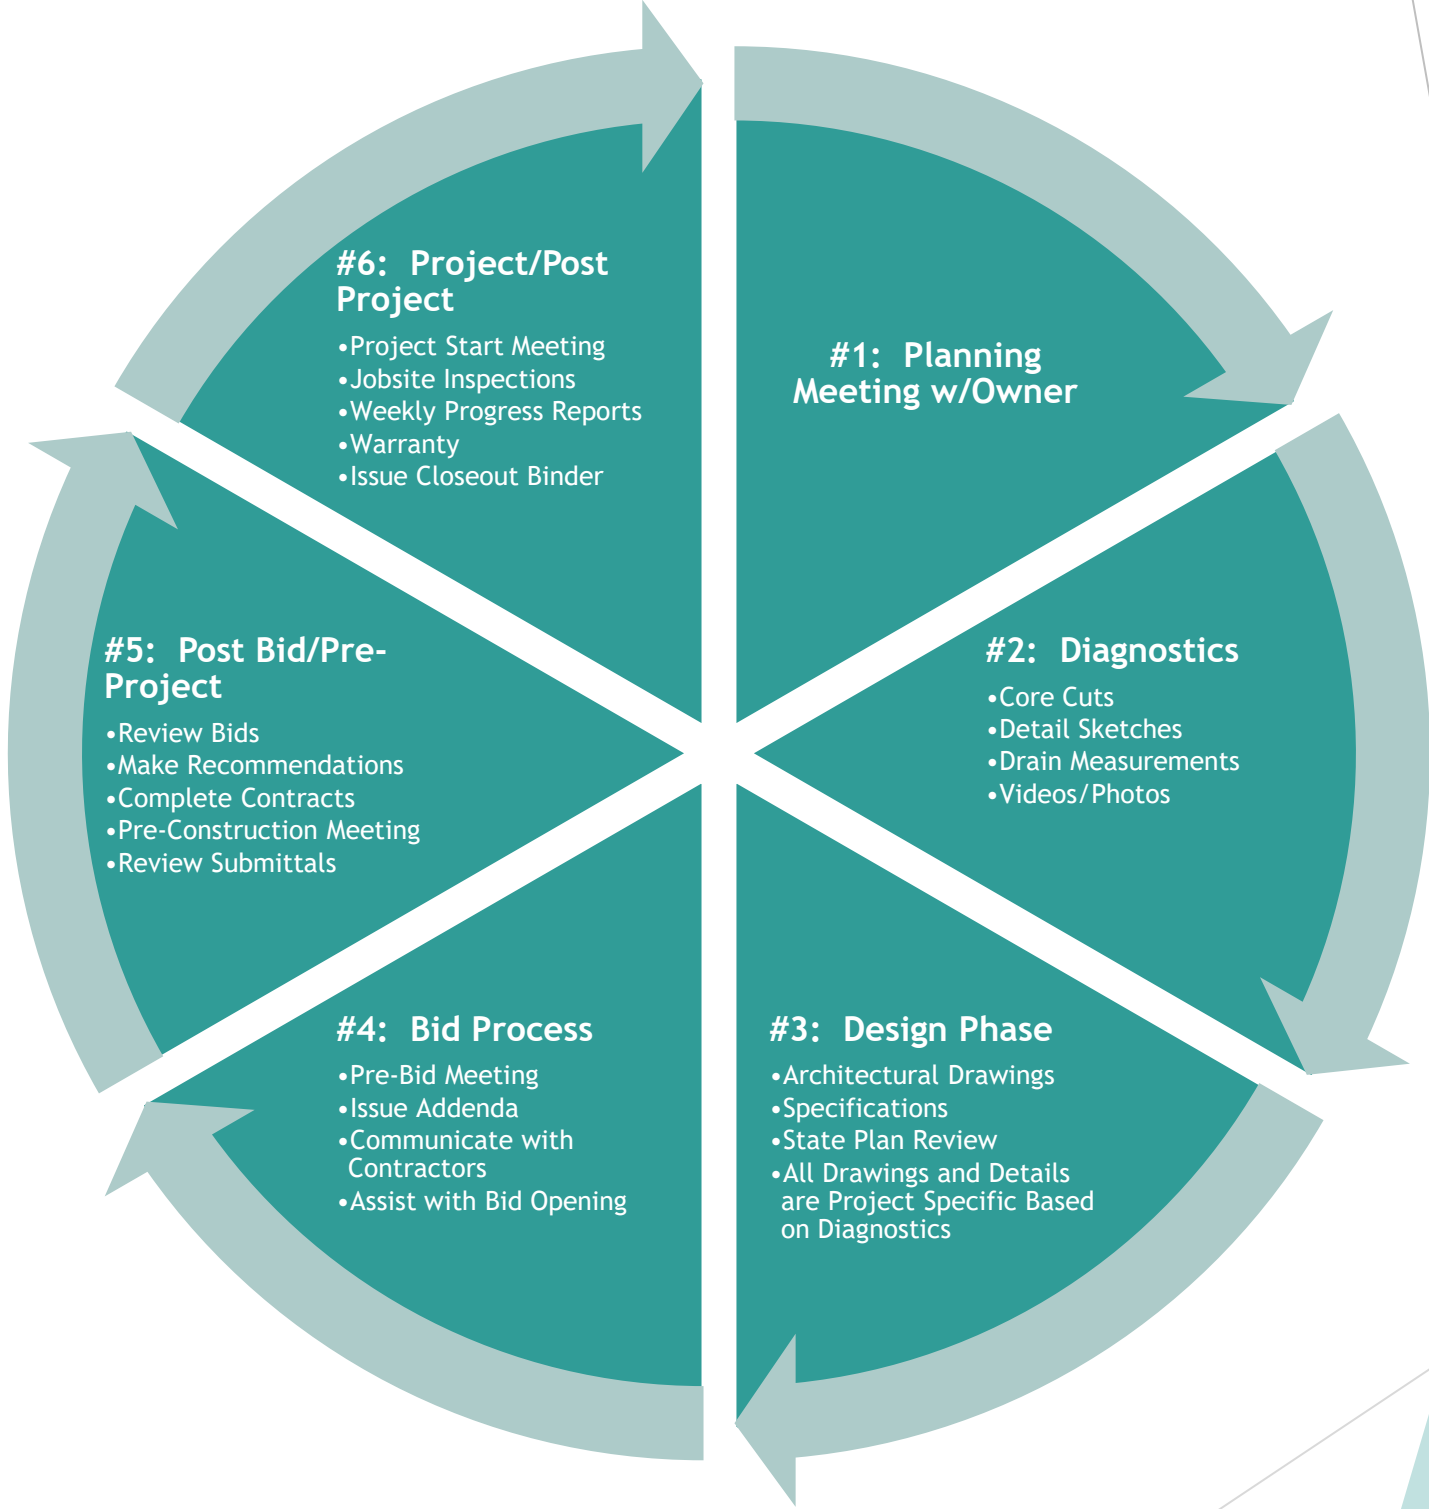 #1:  Planning
Meeting w/Owner
#2:  Diagnostics
•Core Cuts
•Detail Sketches
•Drain Measurements
•Videos/Photos
#3:  Design Phase
•Architectural Drawings
•Specifications
•State Plan Review
•All Drawings and Details
are Project Specific Based
on Diagnostics
#4:  Bid Process
•Pre-Bid Meeting
•Issue Addenda
•Communicate with
Contractors
•Assist with Bid Opening
#5:  Post Bid/Pre-
Project
•Review Bids
•Make Recommendations
•Complete Contracts
•Pre-Construction Meeting
•Review Submittals
#6:  Project/Post
Project
•Project Start Meeting
•Jobsite Inspections
•Weekly Progress Reports
•Warranty
•Issue Closeout Binder